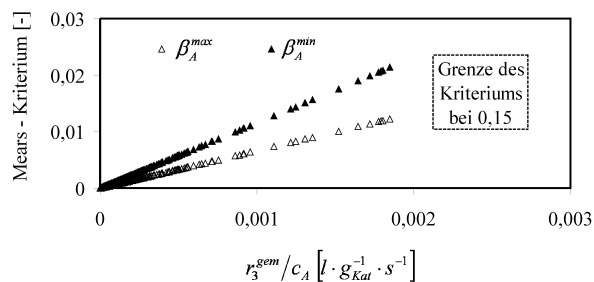 0,03
△ β_A^max ▲ β_A^min
0,02
Grenze des
Kriteriums
bei 0,15
0,01
0
Mears - Kriterium [-]
0 0,001 0,002 0,003
r_3^gem / c_A [l · g_Kat^-1 · s^-1]